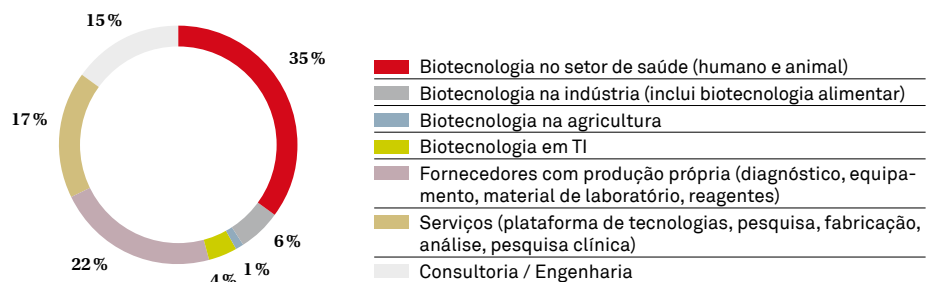 15 %
35 %
17 %
6 %
1 %
4 %
22 %
Biotecnologia no setor de saúde (humano e animal)
Biotecnologia na indústria (inclui biotecnologia alimentar)
Biotecnologia na agricultura
Biotecnologia em TI
Fornecedores com produção própria (diagnóstico, equipa-
mento, material de laboratório, reagentes)
Serviços (plataforma de tecnologias, pesquisa, fabricação,
análise, pesquisa clínica)
Consultoria / Engenharia